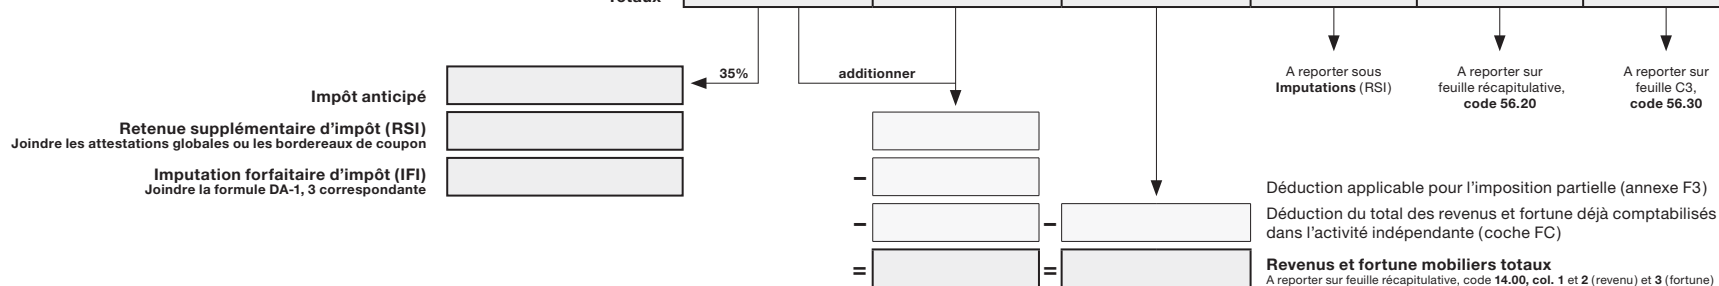 Totaux
35%
additionner
A reporter sous
Imputations (RSI)
A reporter sur
feuille récapitulative,
code 56.20
A reporter sur
feuille C3,
code 56.30
Impôt anticipé
Retenue supplémentaire d'impôt (RSI)
Joindre les attestations globales ou les bordereaux de coupon
Imputation forfaitaire d'impôt (IFI)
Joindre la formule DA-1, 3 correspondante
–
Déduction applicable pour l'imposition partielle (annexe F3)
– –
Déduction du total des revenus et fortune déjà comptabilisés
dans l'activité indépendante (coche FC)
= =
Revenus et fortune mobiliers totaux
A reporter sur feuille récapitulative, code 14.00, col. 1 et 2 (revenu) et 3 (fortune)